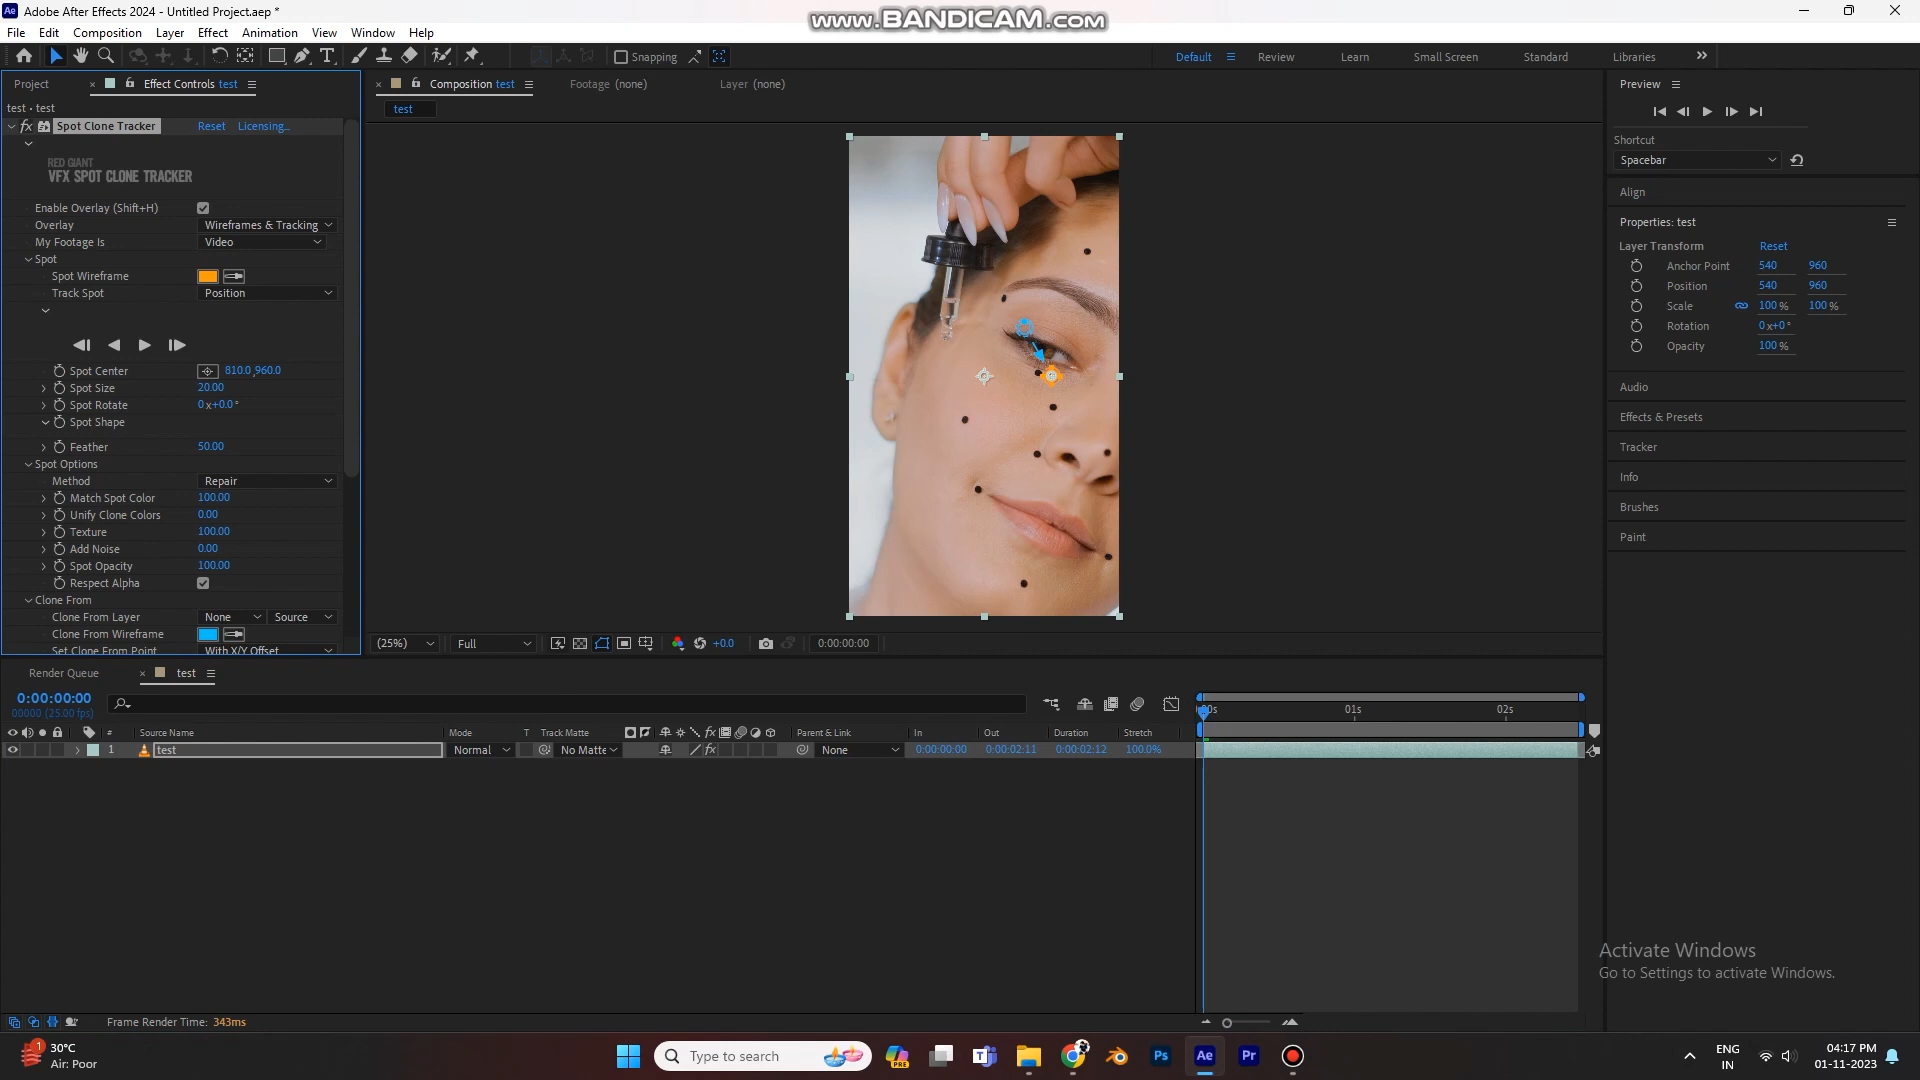 Adobe After Effects 2024 - Untitled Project.aep *
www.BANDICAM.com
File Edit Composition Layer Effect Animation View Window Help
Snapping
Default Review Learn Small Screen Standard Libraries
Project Effect Controls test
Composition test Footage (none) Layer (none)
Preview
test • test
test
fx Spot Clone Tracker Reset Licensing...
RED GIANT
VFX SPOT CLONE TRACKER
Enable Overlay (Shift+H)
Overlay Wireframes & Tracking
My Footage Is Video
Spot
Spot Wireframe
Track Spot Position
Spot Center 810.0,960.0
Spot Size 20.00
Spot Rotate 0x+0.0°
Spot Shape
Feather 50.00
Spot Options
Method Repair
Match Spot Color 100.00
Unify Clone Colors 0.00
Texture 100.00
Add Noise 0.00
Spot Opacity 100.00
Respect Alpha
Clone From
Clone From Layer None Source
Clone From Wireframe
Set Clone From Point With X/Y Offset
(25%) Full +0.0 0:00:00:00
Shortcut
Spacebar
Align
Properties: test
Layer Transform Reset
Anchor Point 540 960
Position 540 960
Scale 100% 100%
Rotation 0x+0°
Opacity 100%
Audio
Effects & Presets
Tracker
Info
Brushes
Paint
Render Queue test
0:00:00:00
00000 (25.00 fps)
:00s 01s 02s
# Source Name Mode T Track Matte fx Parent & Link In Out Duration Stretch
1 test Normal No Matte fx None 0:00:00:00 0:00:02:11 0:00:02:12 100.0%
Activate Windows
Go to Settings to activate Windows.
Frame Render Time: 343ms
1
30°C
Air: Poor
Type to search
PRE
Ps
Ae
Pr
ENG
IN
04:17 PM
01-11-2023